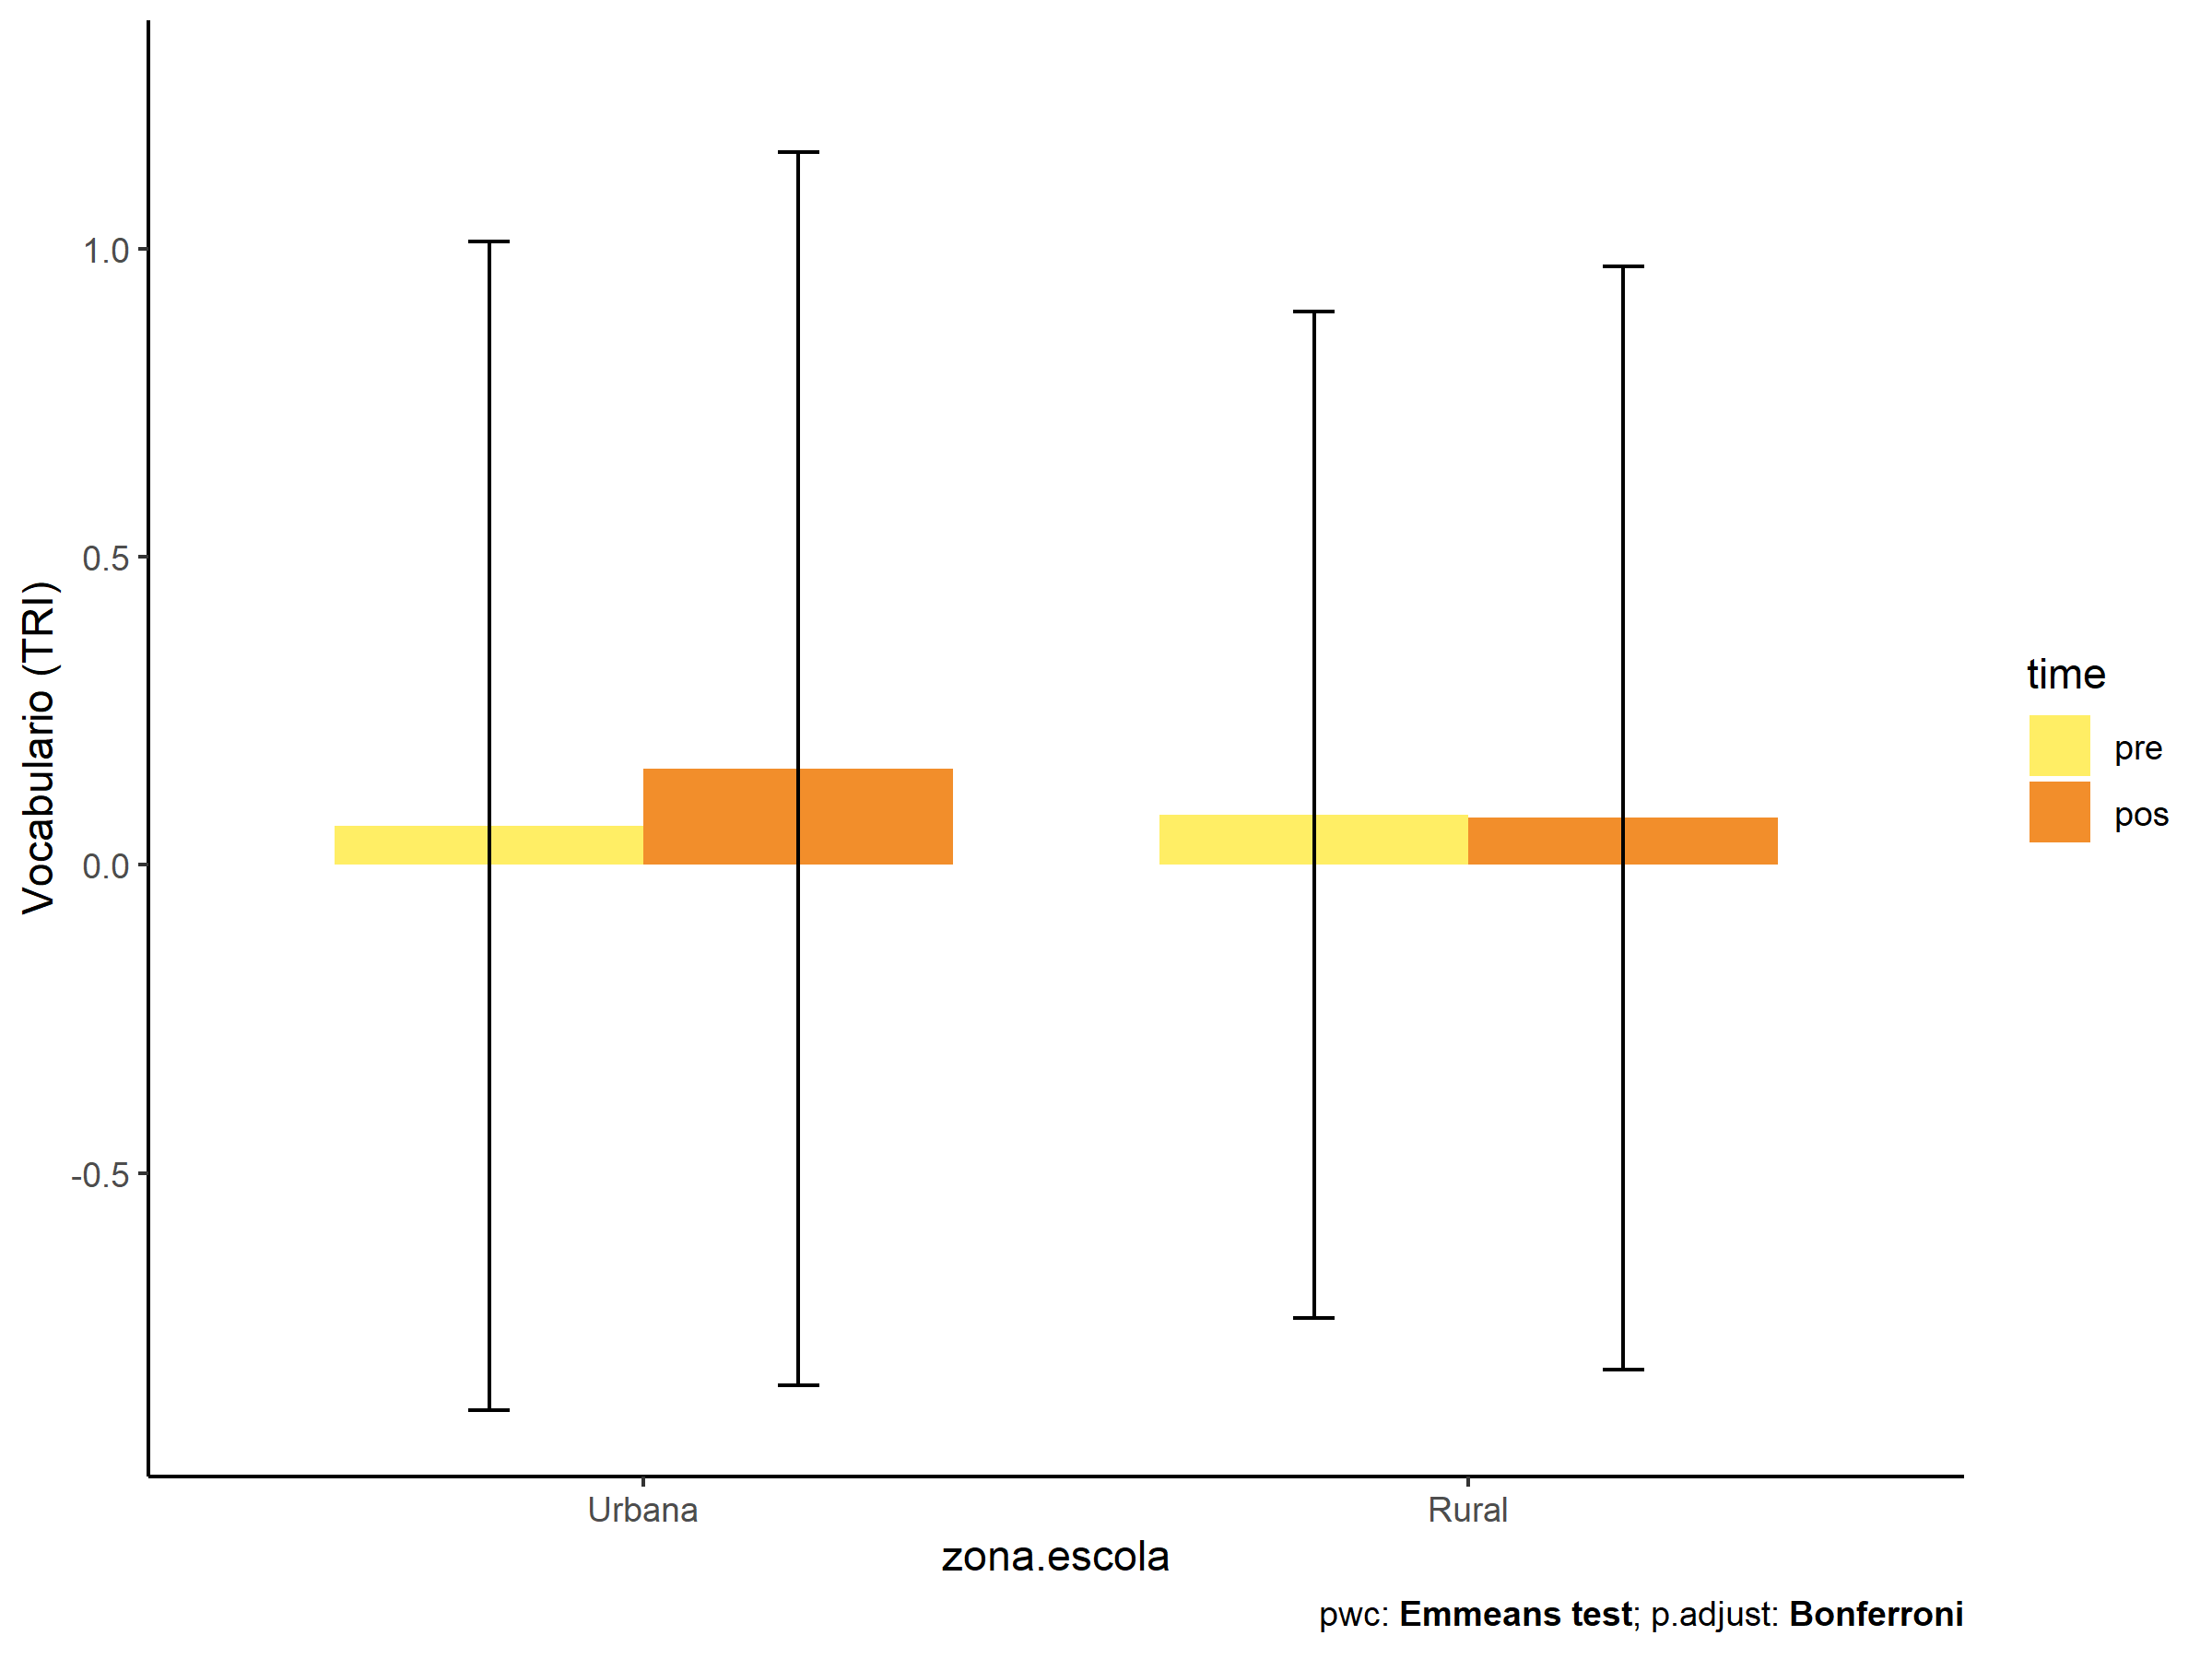 Vocabulario (TRI)
1.0
0.5
0.0
-0.5
Urbana
Rural
zona.escola
time
pre
pos
pwc: Emmeans test; p.adjust: Bonferroni